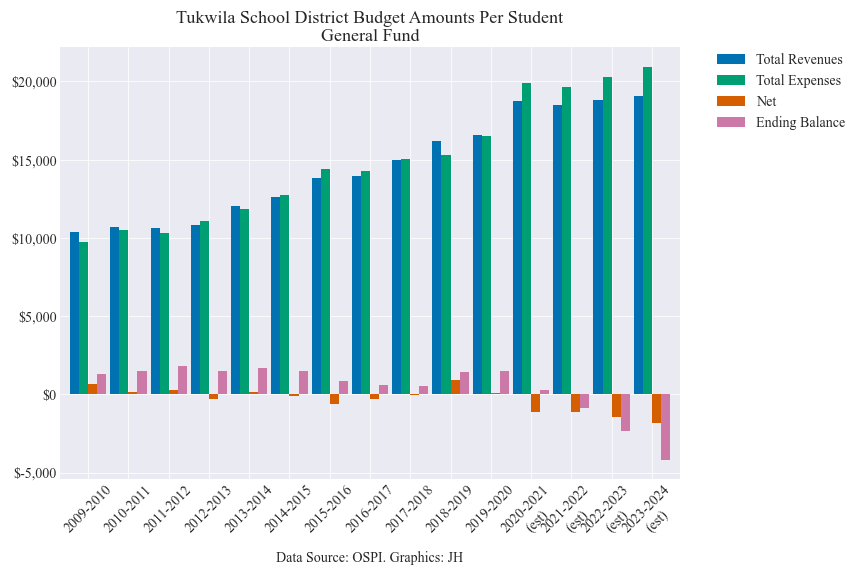 Tukwila School District Budget Amounts Per Student
General Fund
Total Revenues
Total Expenses
Net
Ending Balance
$20,000
$15,000
$10,000
$5,000
$0
$-5,000
2009-2010
2010-2011
2011-2012
2012-2013
2013-2014
2014-2015
2015-2016
2016-2017
2017-2018
2018-2019
2019-2020
2020-2021
(est)
2021-2022
(est)
2022-2023
(est)
2023-2024
(est)
Data Source: OSPI. Graphics: JH